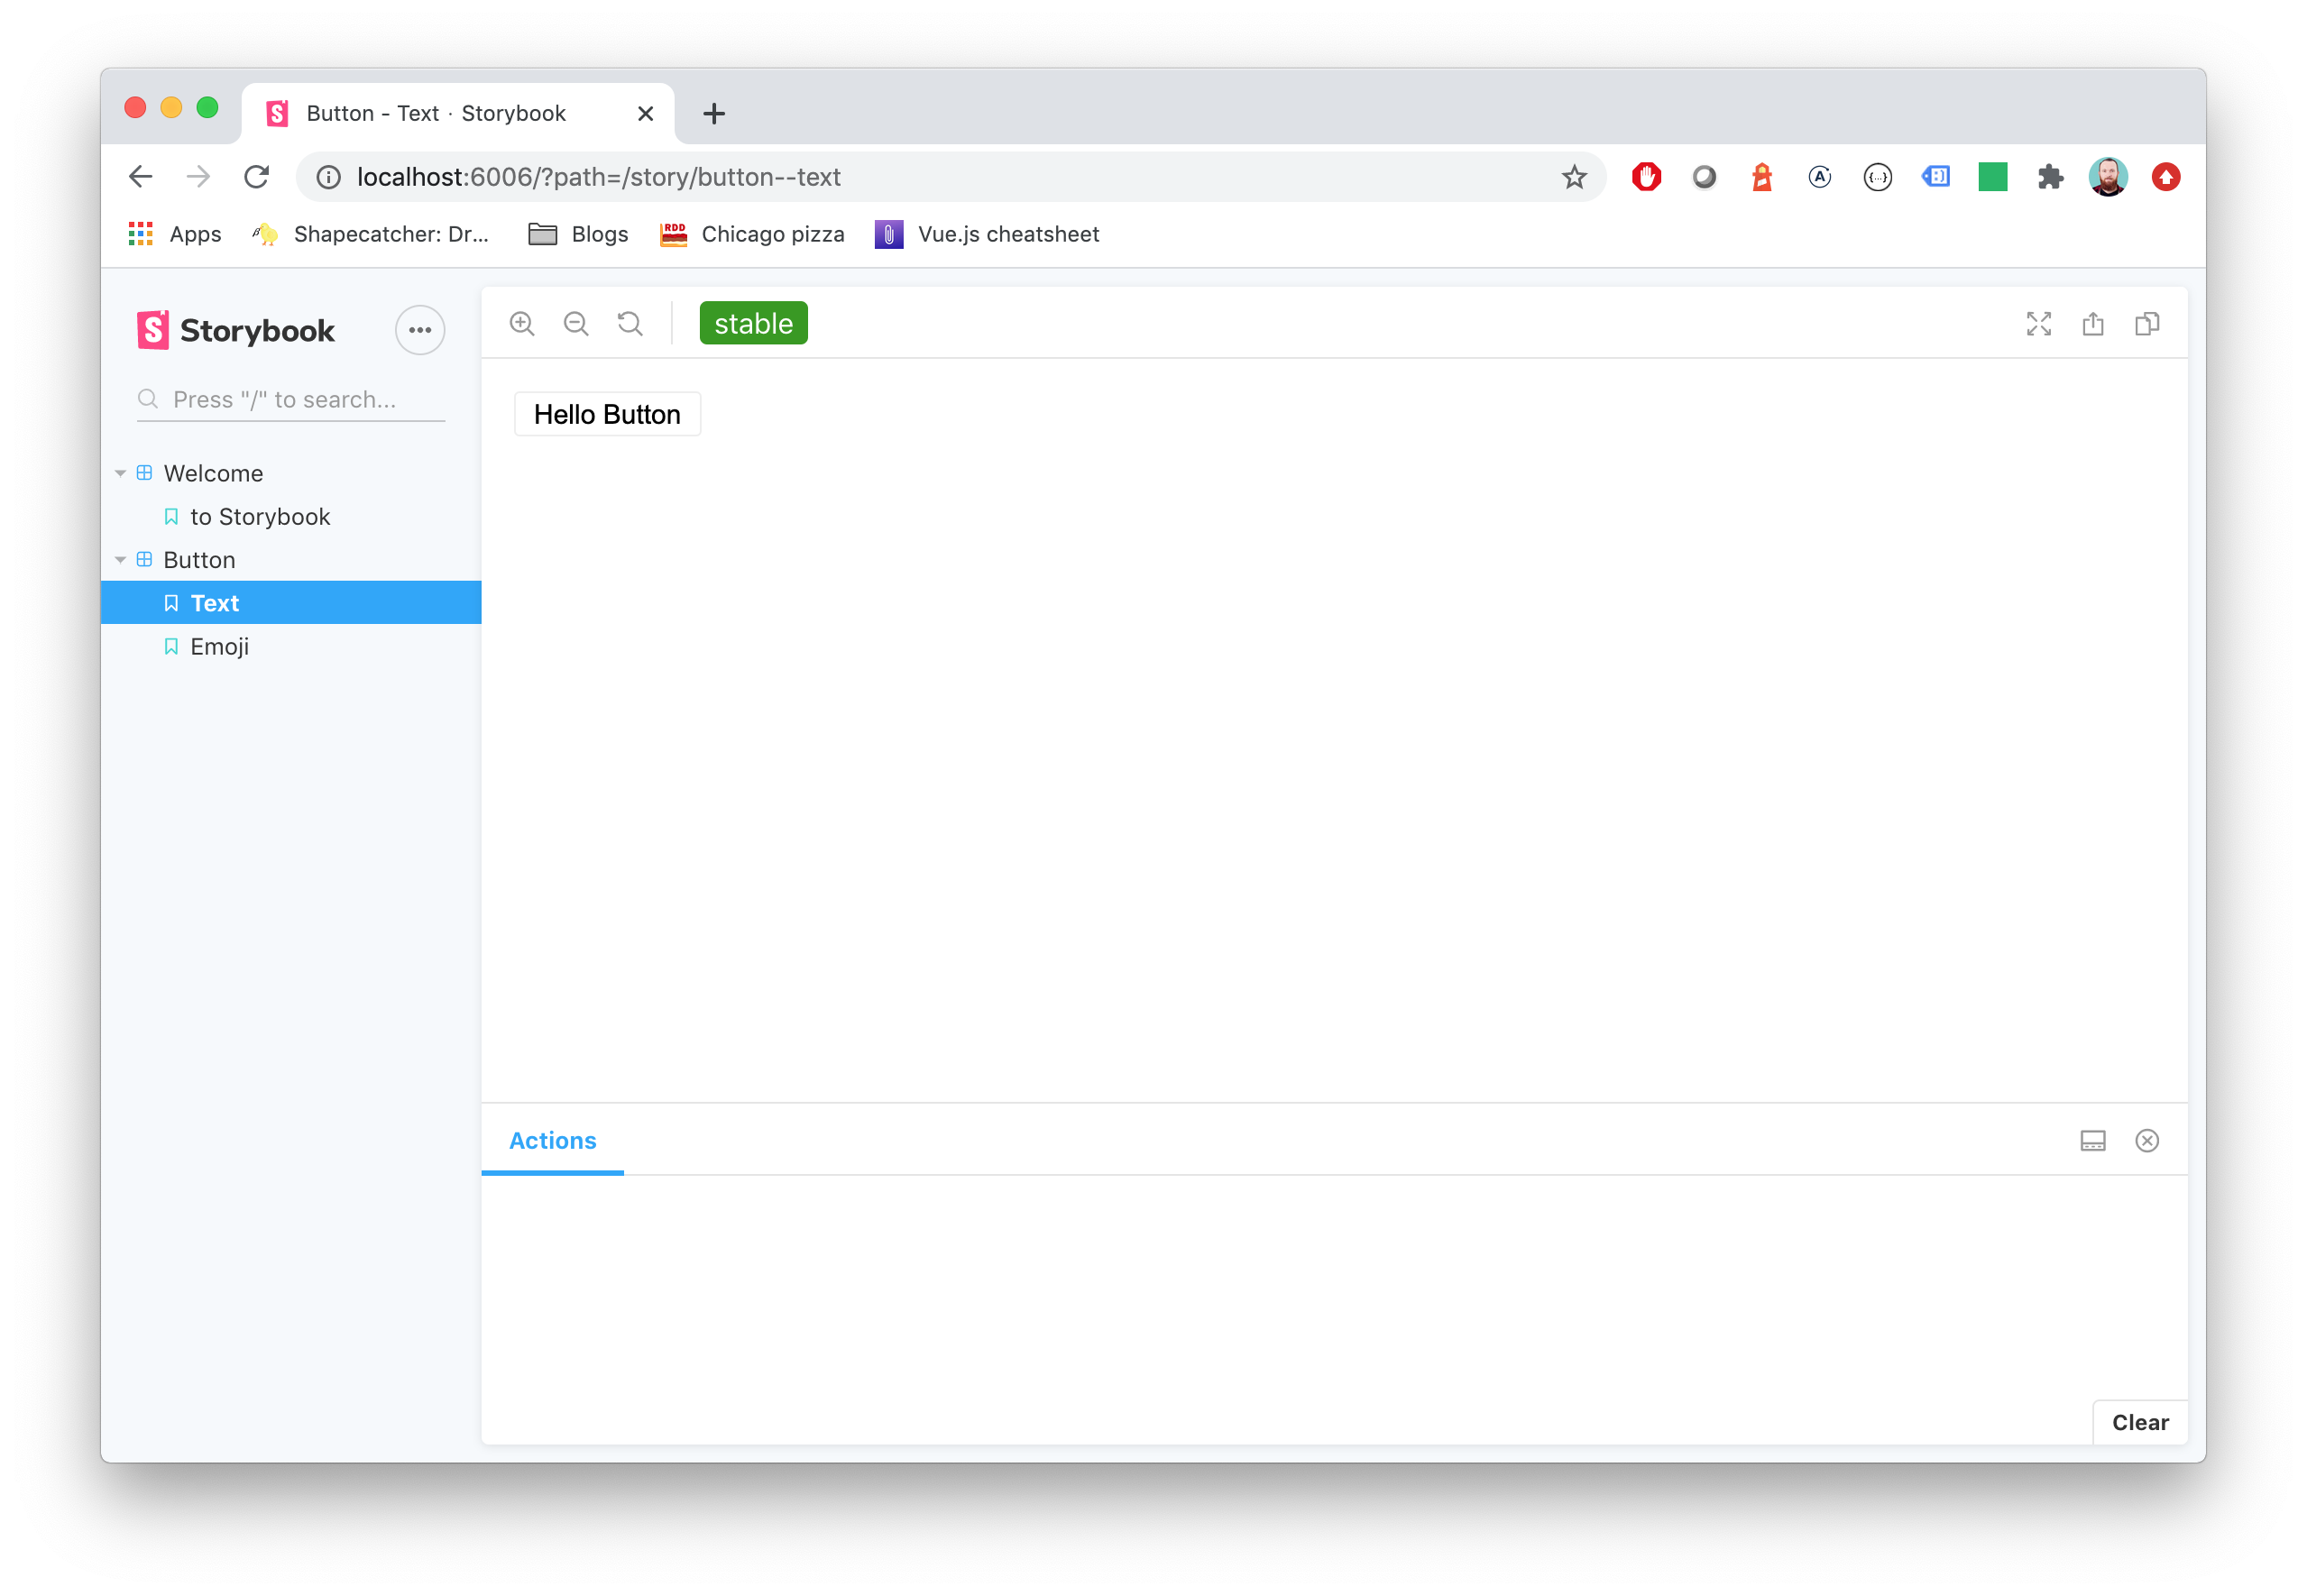 Button - Text · Storybook
localhost:6006/?path=/story/button--text
Apps
Shapecatcher: Dr...
Blogs
RDD
Chicago pizza
Vue.js cheatsheet
Storybook
Press "/" to search...
Welcome
to Storybook
Button
Text
Emoji
stable
Hello Button
Actions
Clear